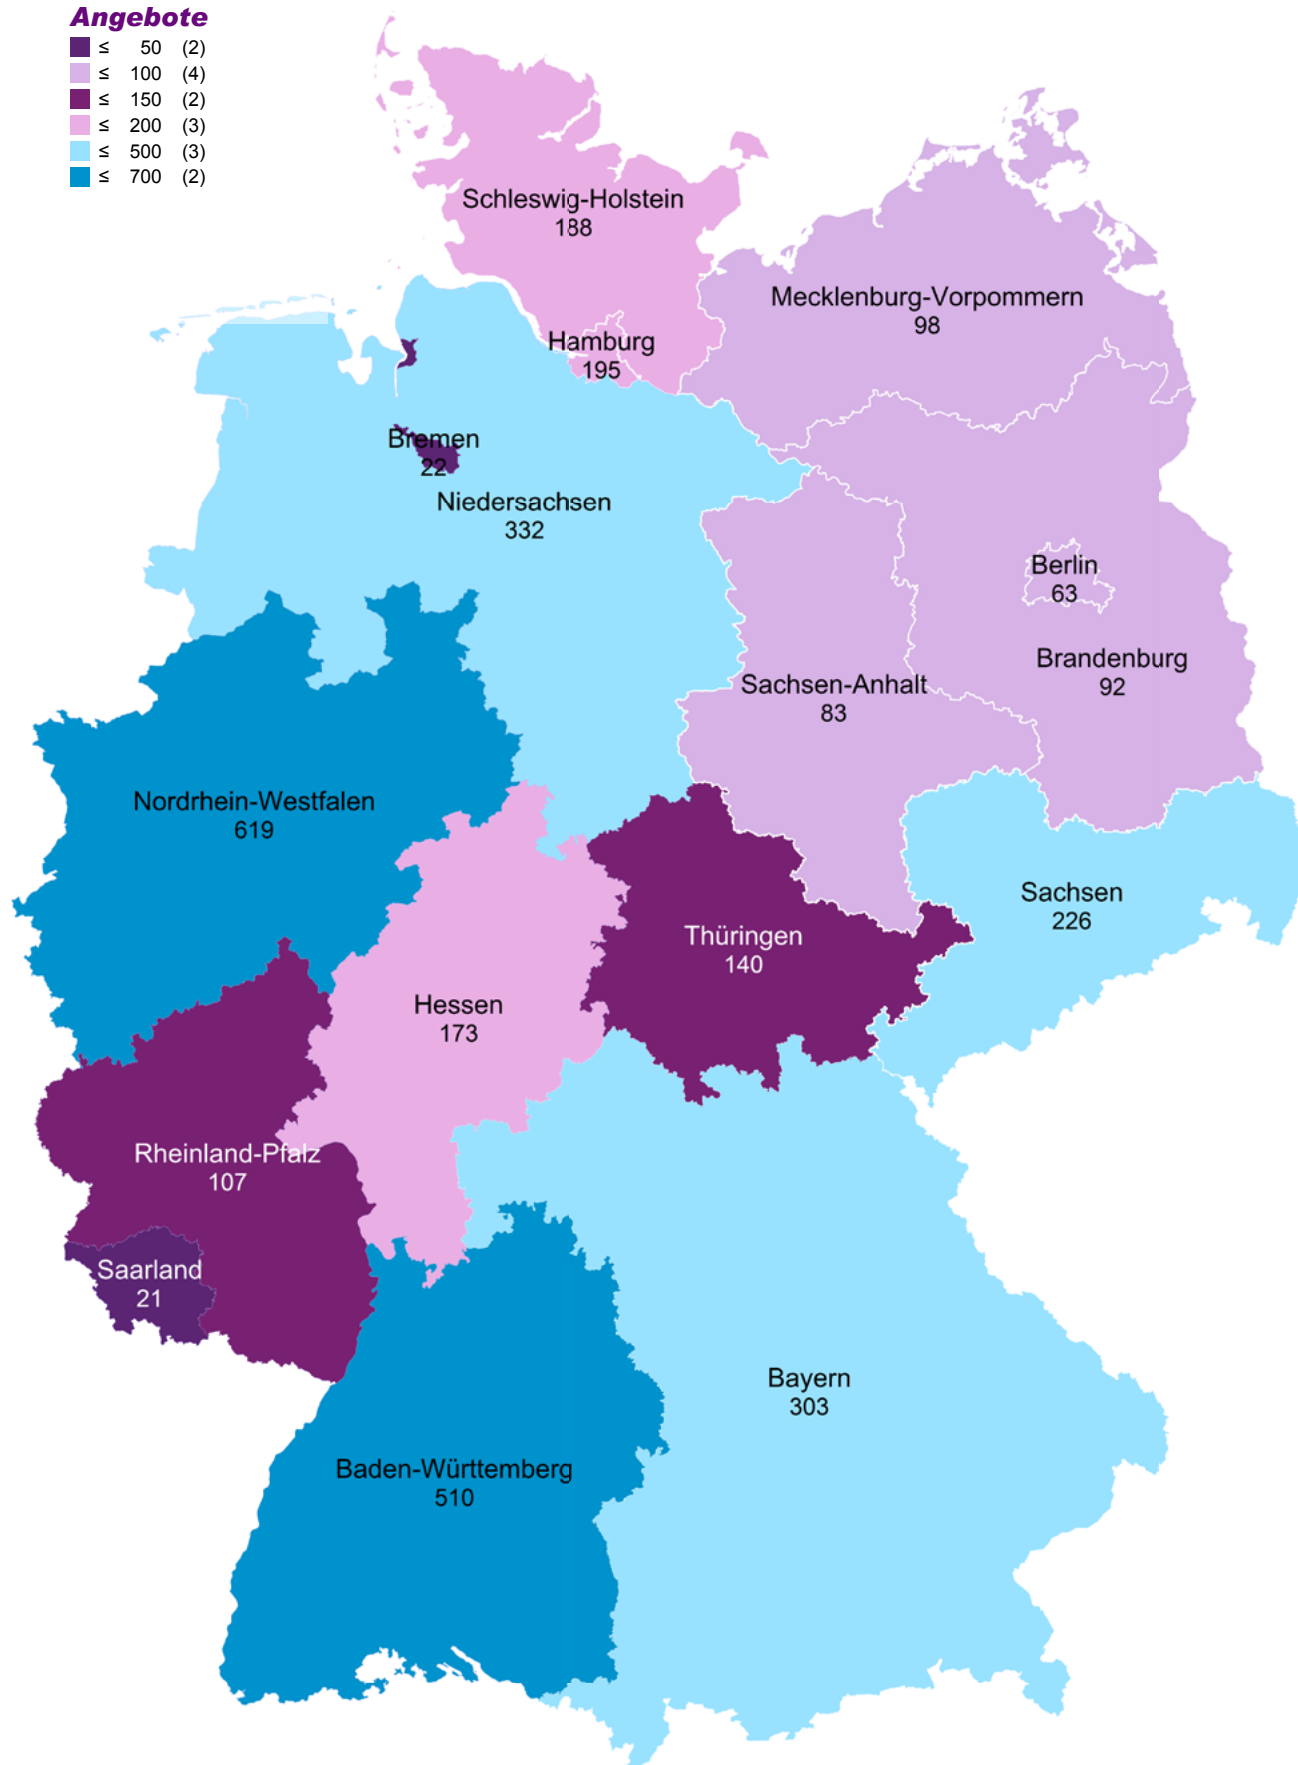 Angebote
≤ 50 (2)
≤ 100 (4)
≤ 150 (2)
≤ 200 (3)
≤ 500 (3)
≤ 700 (2)
Schleswig-Holstein
188
Mecklenburg-Vorpommern
98
Hamburg
195
Bremen
22
Niedersachsen
332
Berlin
63
Brandenburg
92
Sachsen-Anhalt
83
Nordrhein-Westfalen
619
Sachsen
226
Thüringen
140
Hessen
173
Rheinland-Pfalz
107
Saarland
21
Bayern
303
Baden-Württemberg
510